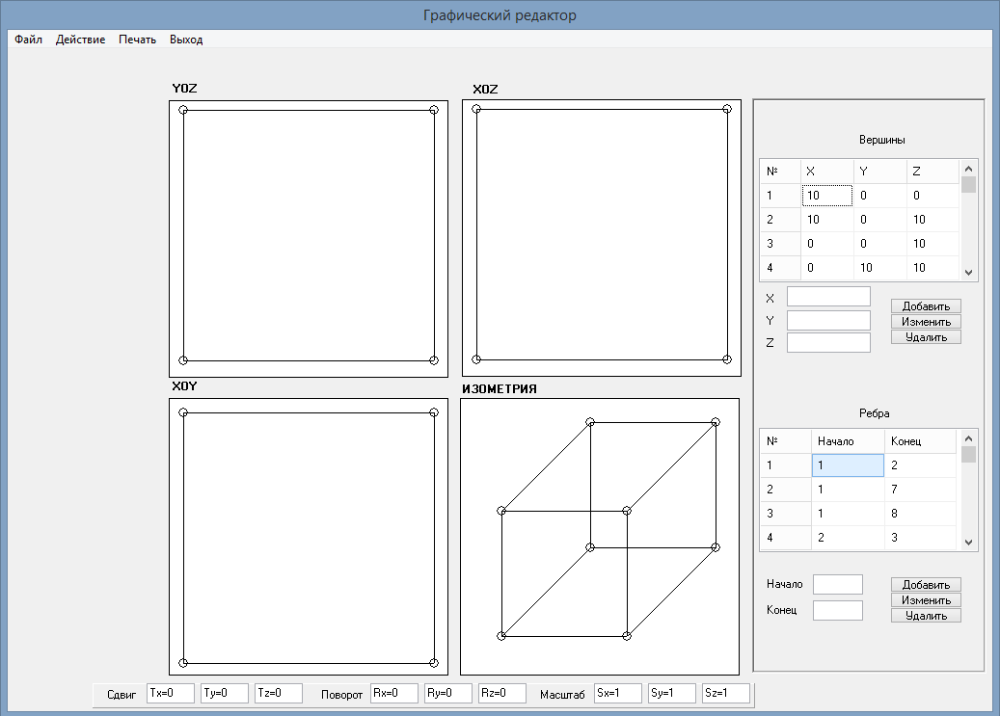 Графический редактор
Файл Действие Печать Выход
YOZ
XOZ
Вершины
№ X Y Z
1 10 0 0
2 10 0 10
3 0 0 10
4 0 10 10
X
Добавить
Y
Изменить
Z
Удалить
XOY
ИЗОМЕТРИЯ
Ребра
№ Начало Конец
1 1 2
2 1 7
3 1 8
4 2 3
Начало
Добавить
Изменить
Конец
Удалить
Сдвиг Tx=0 Ty=0 Tz=0 Поворот Rx=0 Ry=0 Rz=0 Масштаб Sx=1 Sy=1 Sz=1